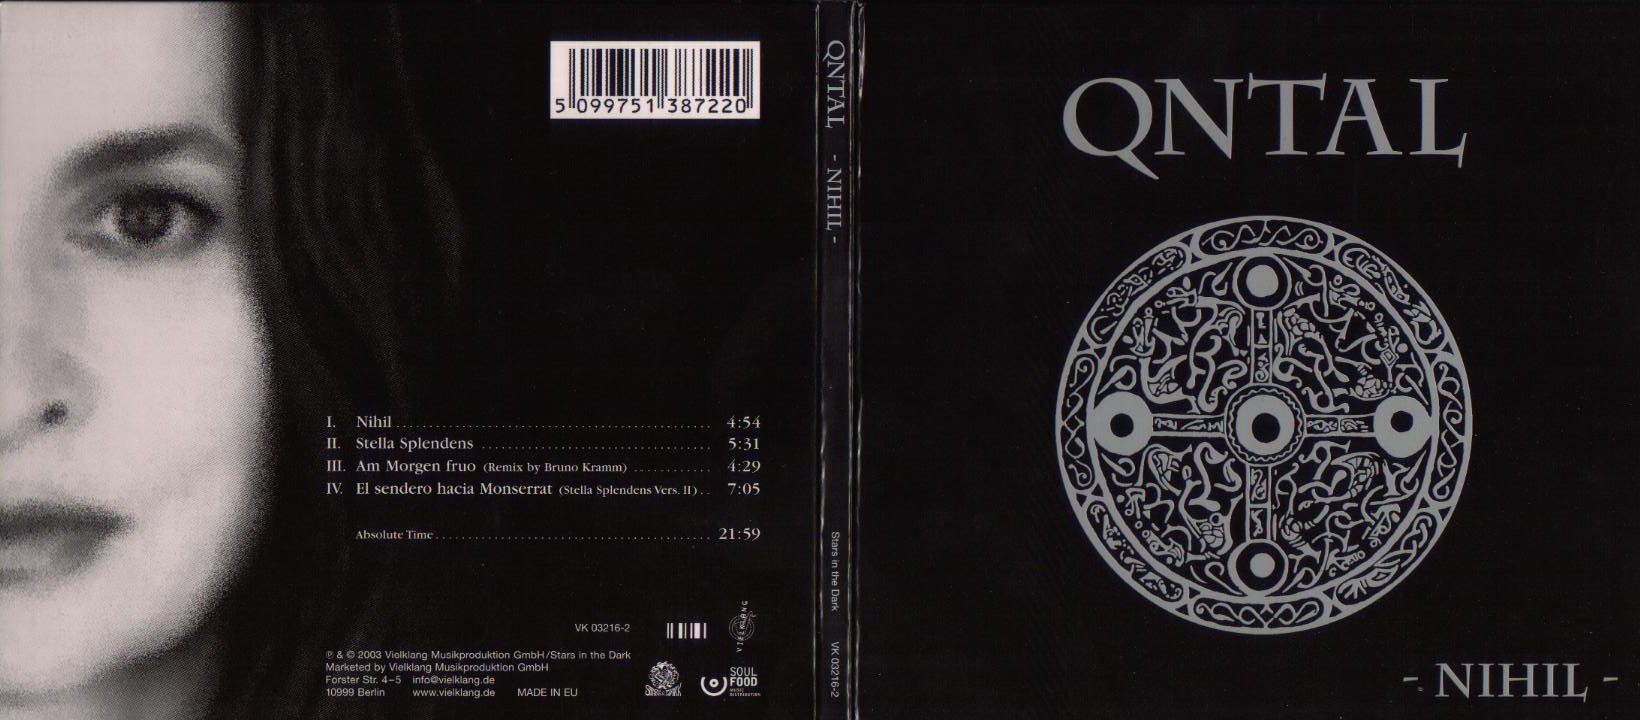 5 099751 387220
I. Nihil ........................................ 4:54
II. Stella Splendens .............................. 5:31
III. Am Morgen fruo (Remix by Bruno Kramm) ........... 4:29
IV. El sendero hacia Monserrat (Stella Splendens Vers. II) .. 7:05
Absolute Time ..................................... 21:59
VK 03216-2
VIELKLANG
℗ & © 2003 Vielklang Musikproduktion GmbH/Stars in the Dark
Marketed by Vielklang Musikproduktion GmbH
Forster Str. 4–5 info@vielklang.de
10999 Berlin www.vielklang.de MADE IN EU
SOUL
FOOD
MUSIC
DISTRIBUTION
QNTAL - NIHIL - Stars in the Dark VK 03216-2
QNTAL
- NIHIL -